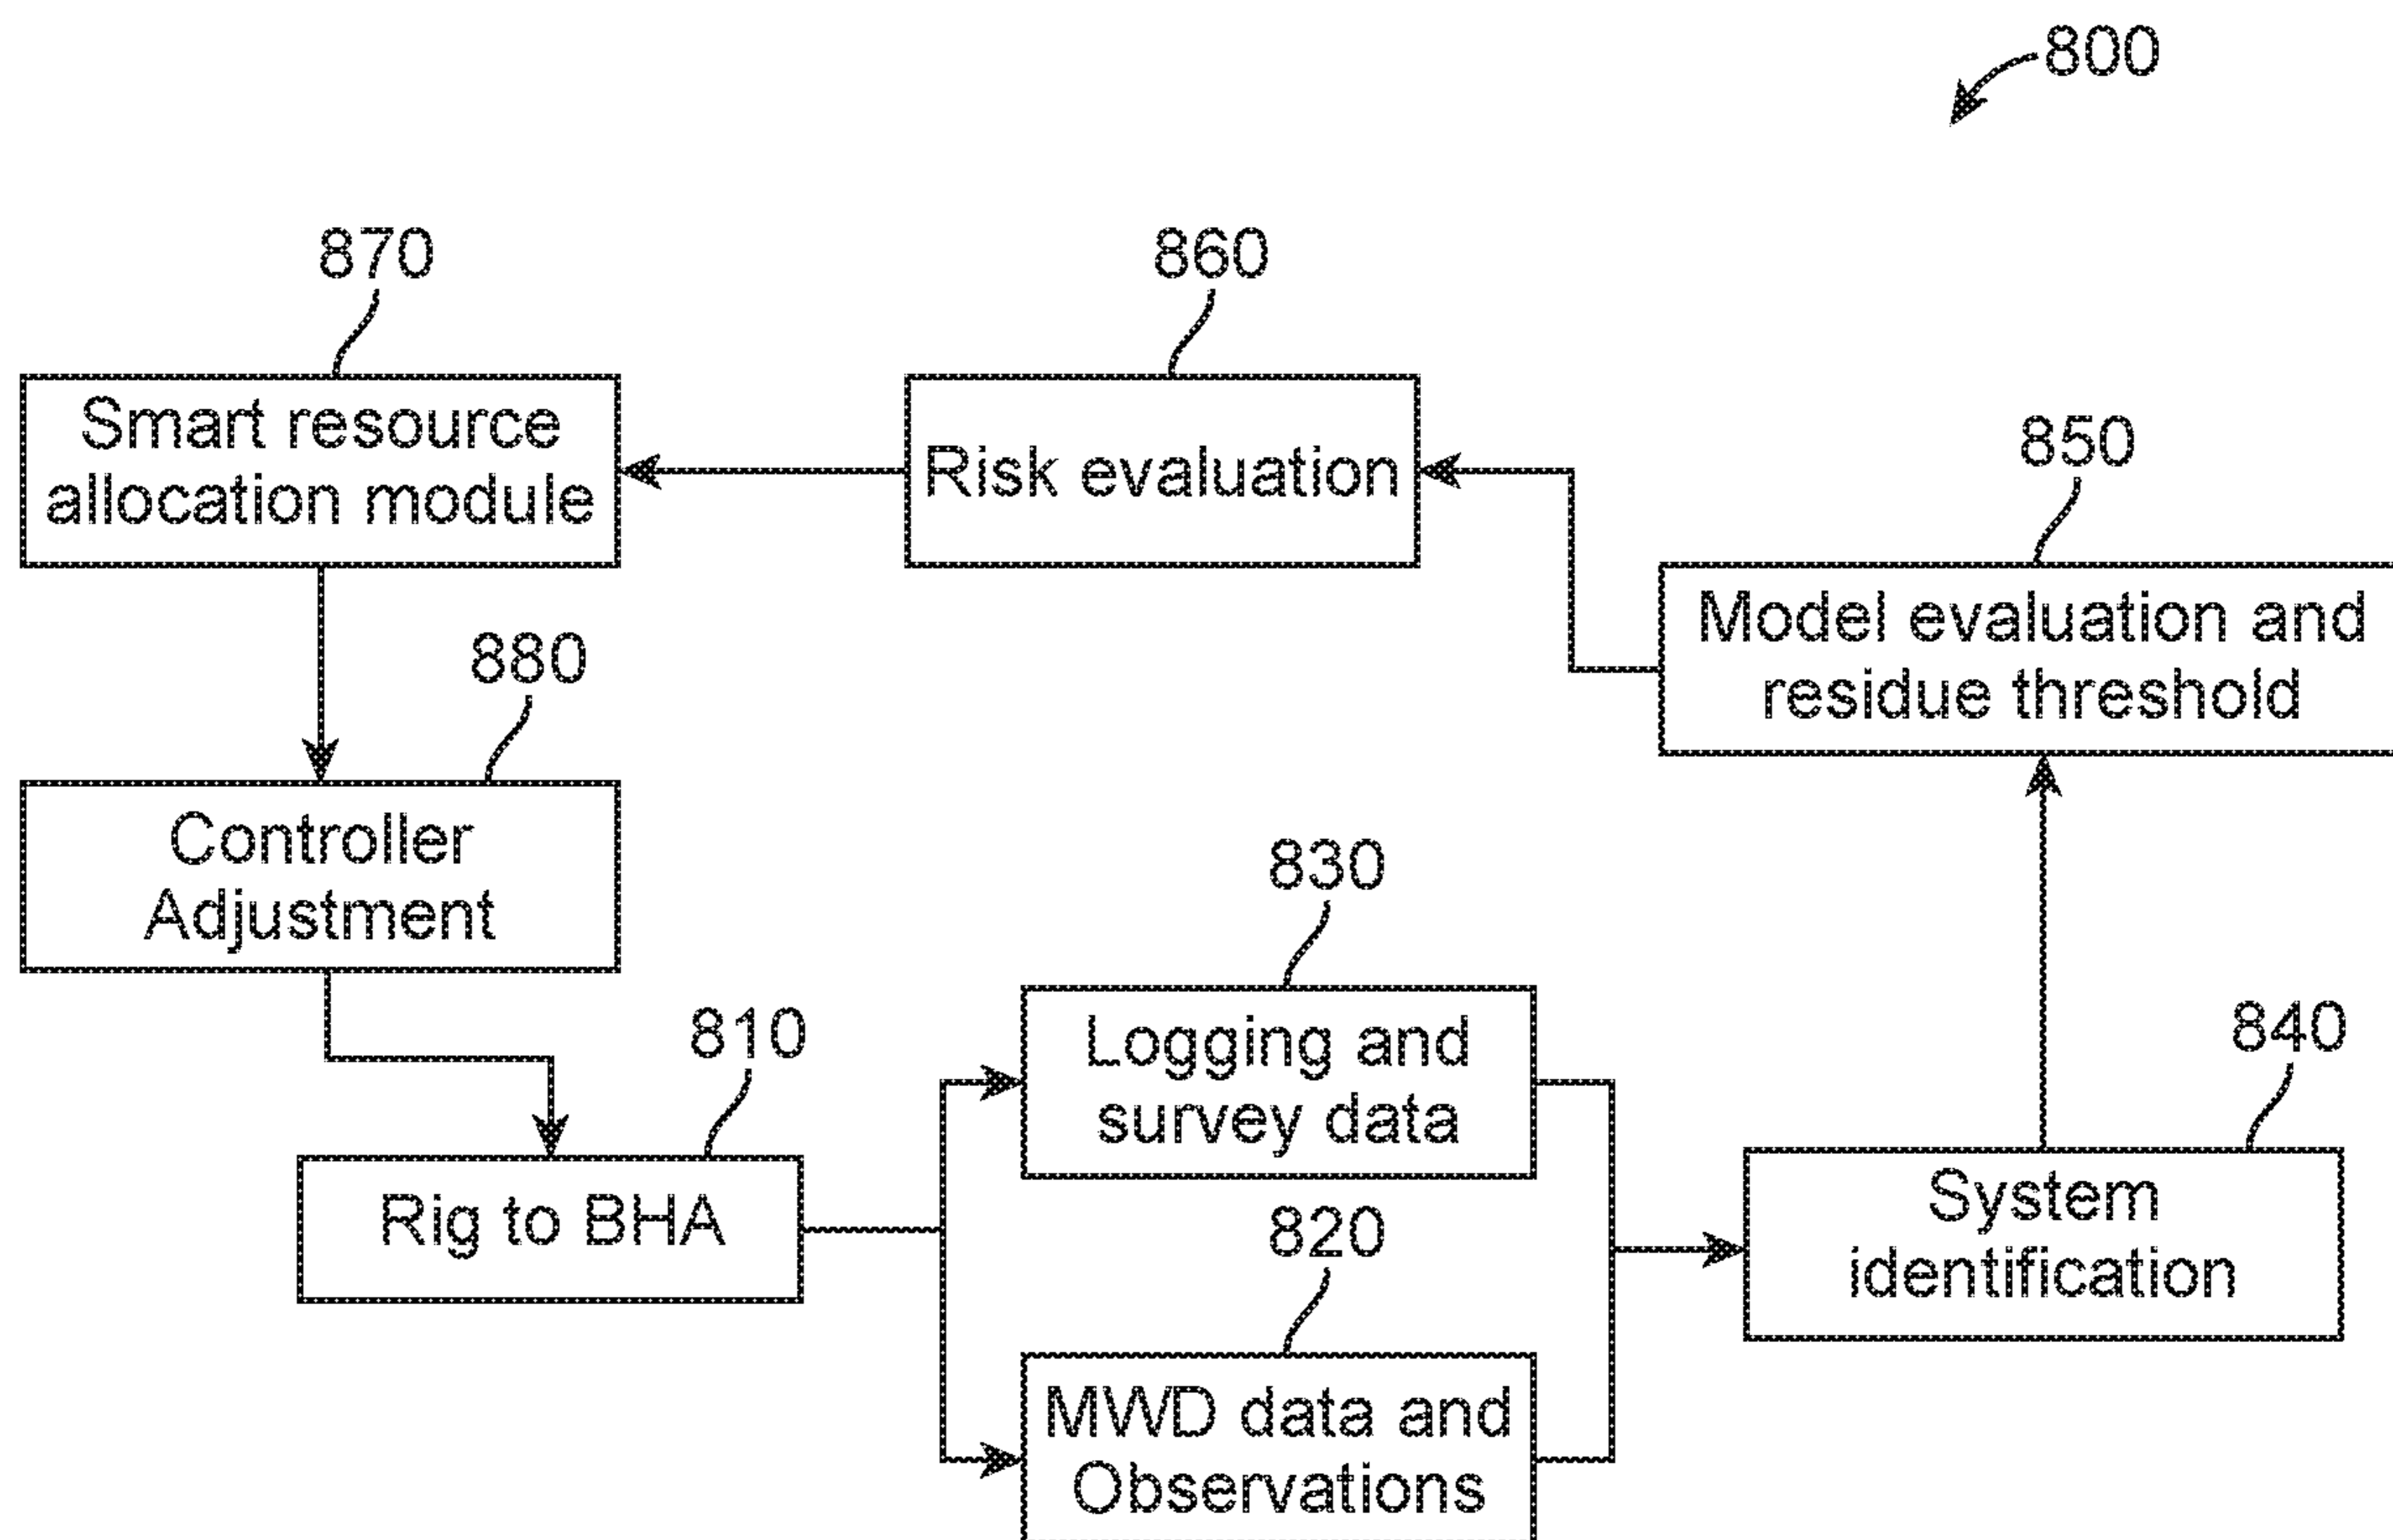 800
870
860
Smart resource
allocation module
Risk evaluation
850
Model evaluation and
residue threshold
880
Controller
Adjustment
830
810
Logging and
survey data
840
Rig to BHA
820
System
identification
MWD data and
Observations